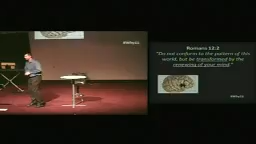 Romans 12:2
"Do not conform to the pattern of this
world, but be transformed by the
renewing of your mind."